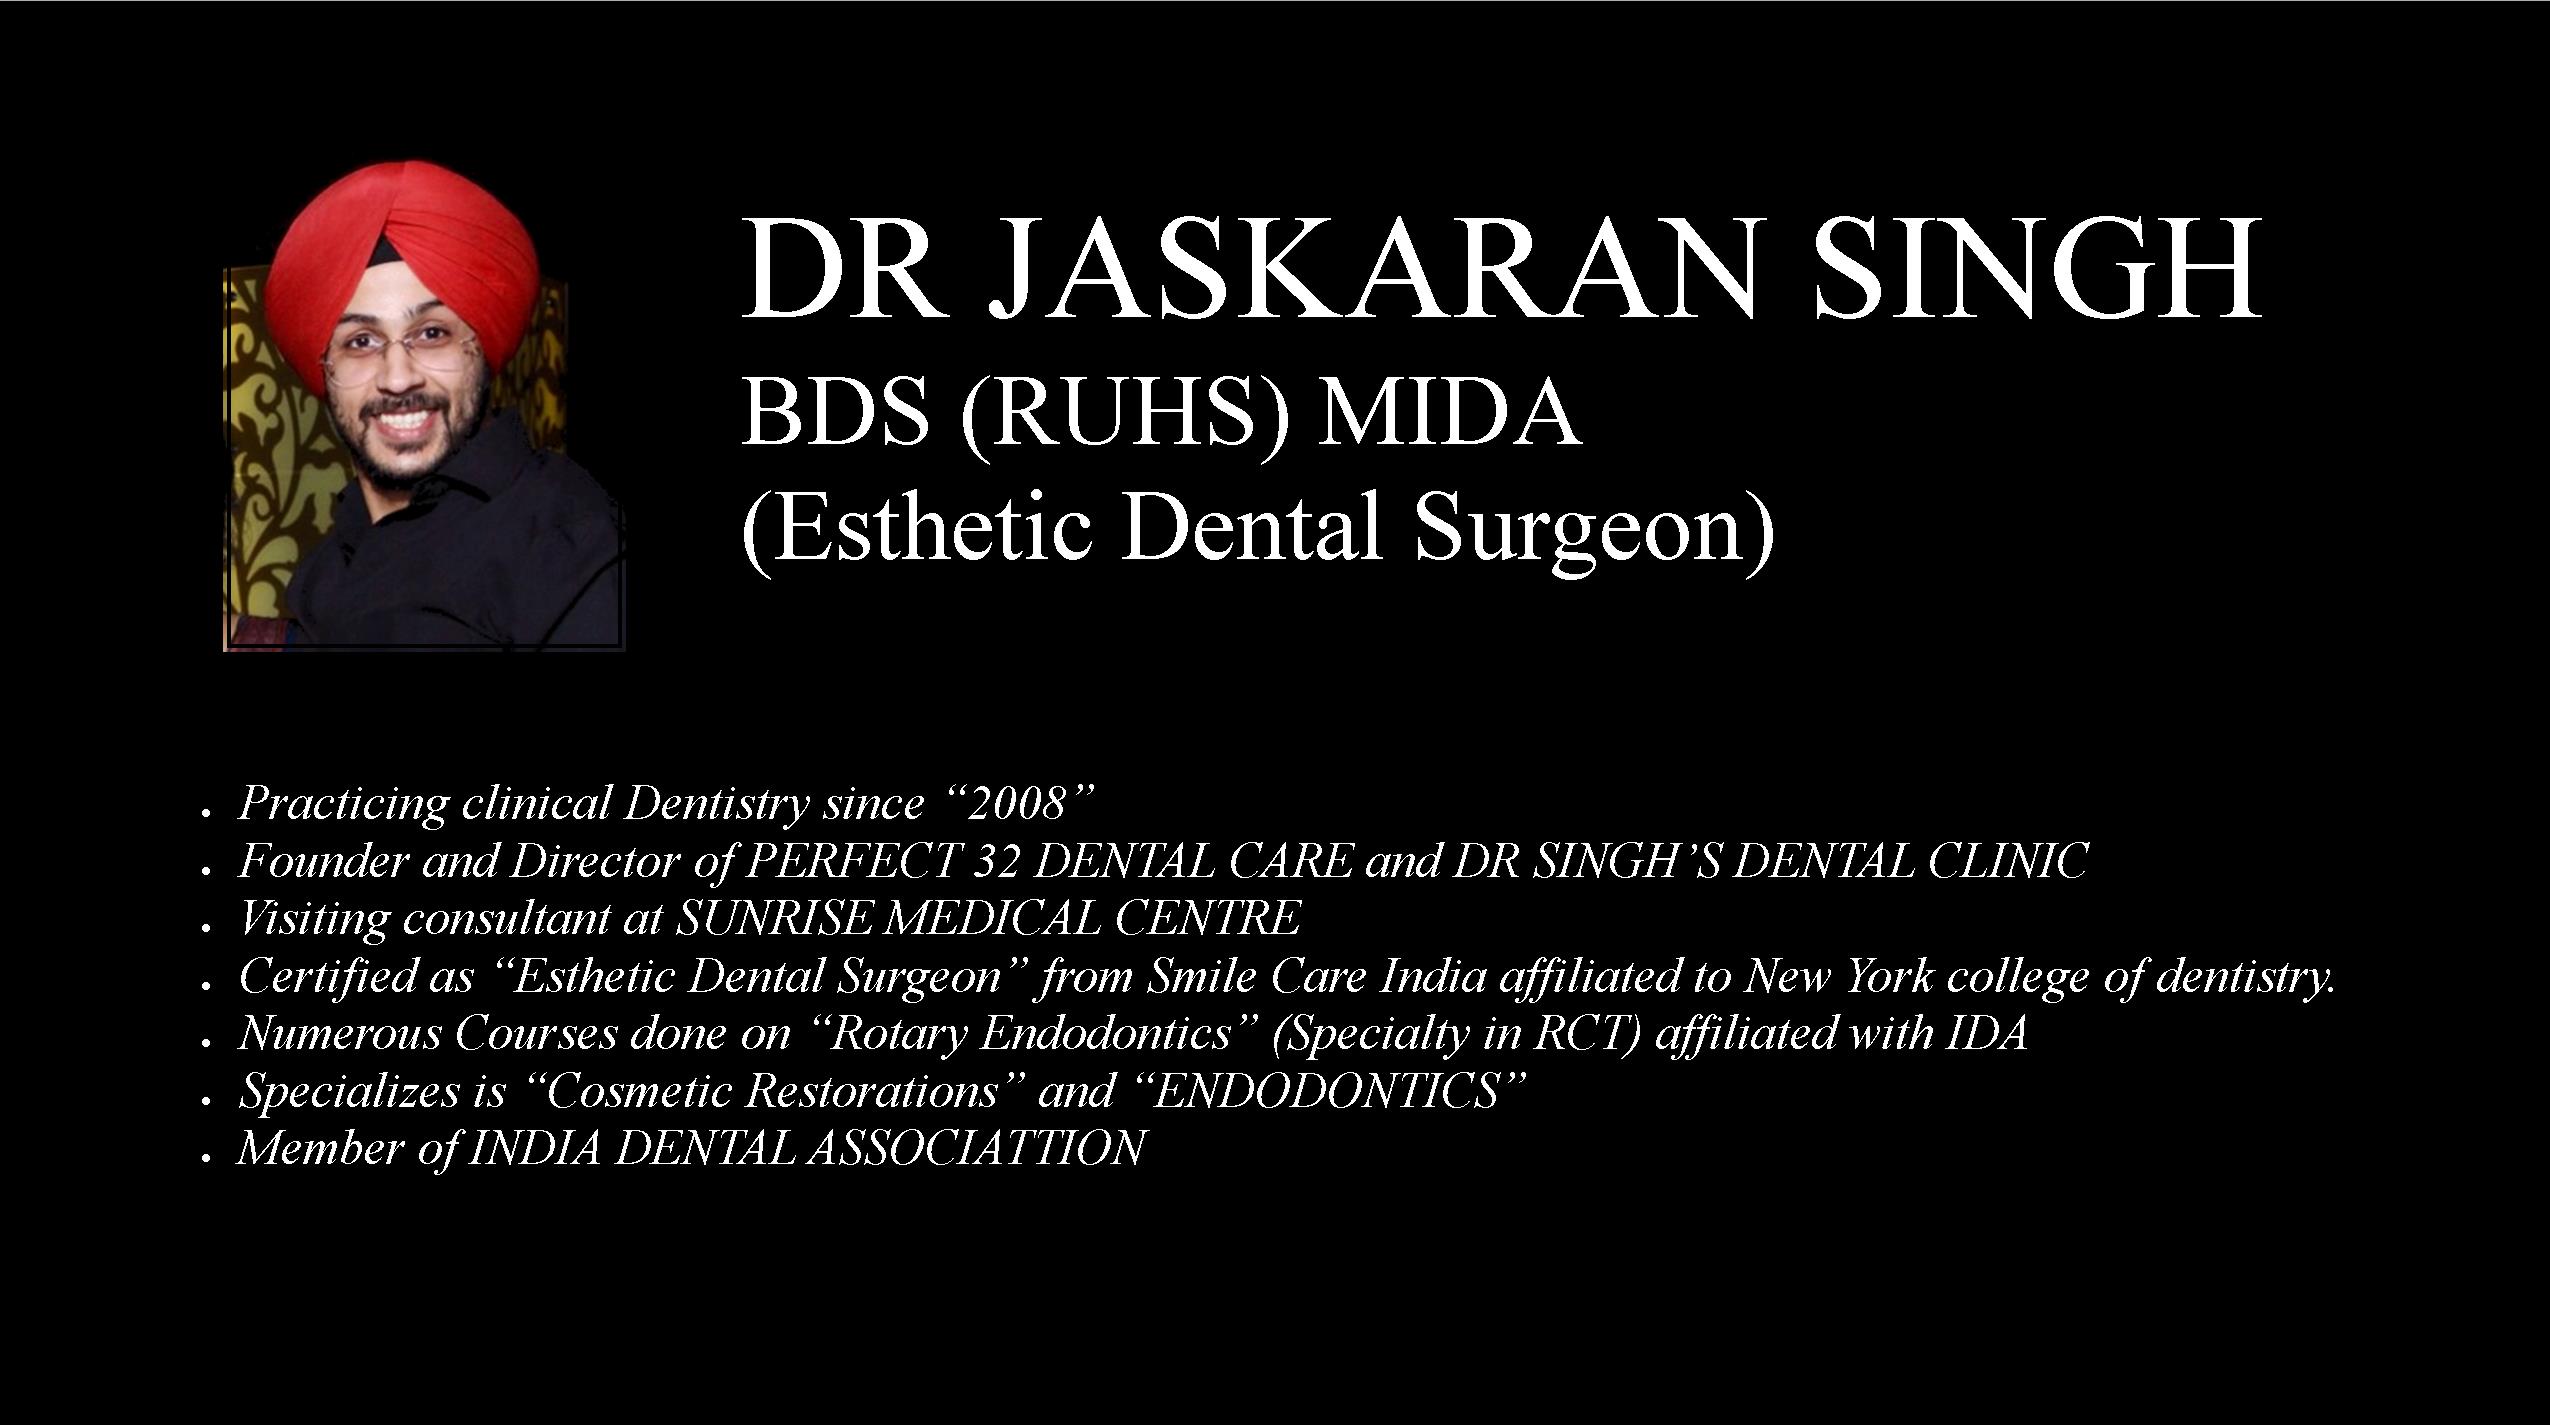 DR JASKARAN SINGH
BDS (RUHS) MIDA
(Esthetic Dental Surgeon)
• Practicing clinical Dentistry since “2008”
• Founder and Director of PERFECT 32 DENTAL CARE and DR SINGH’S DENTAL CLINIC
• Visiting consultant at SUNRISE MEDICAL CENTRE
• Certified as “Esthetic Dental Surgeon” from Smile Care India affiliated to New York college of dentistry.
• Numerous Courses done on “Rotary Endodontics” (Specialty in RCT) affiliated with IDA
• Specializes is “Cosmetic Restorations” and “ENDODONTICS”
• Member of INDIA DENTAL ASSOCIATTION